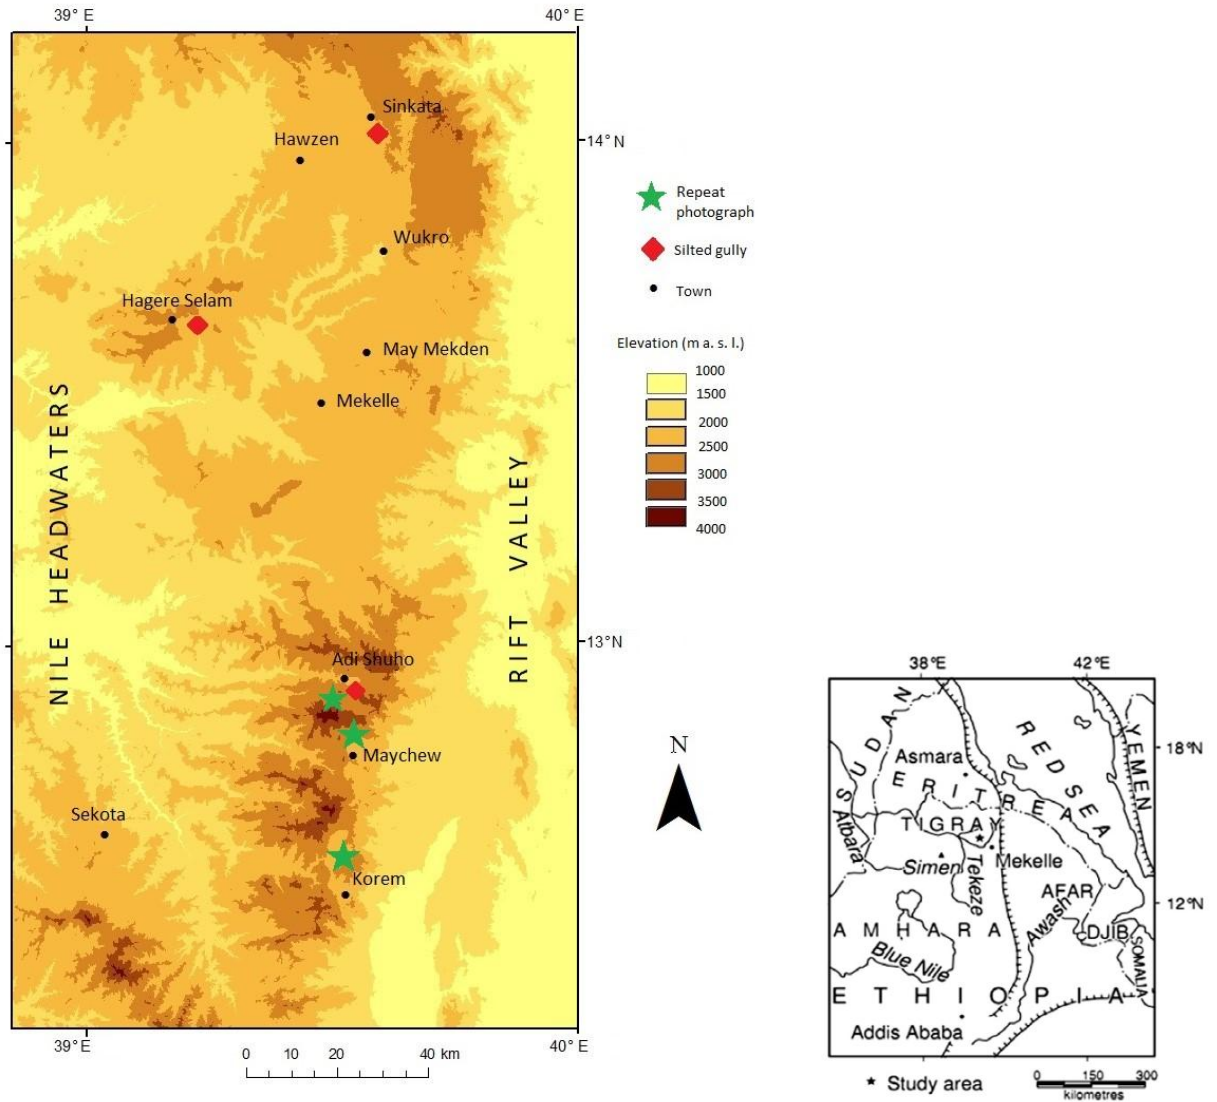 39° E
40° E
Sinkata
Hawzen
14° N
Wukro
Hagere Selam
May Mekden
Mekelle
NILE HEADWATERS
RIFT VALLEY
13°N
Adi Shuho
Maychew
Sekota
Korem
39° E
40° E
0 10 20 40 km
Repeat
photograph
Silted gully
Town
Elevation (m a. s. l.)
1000
1500
2000
2500
3000
3500
4000
N
38°E
42°E
SUDAN
RED SEA
YEMEN
18°N
Asmara
ERITREA
Atbara
TIGRAY
Simen
Tekeze
Mekelle
AFAR
12°N
Awash
DJIB.
SOMALIA
AMHARA
Blue Nile
ETHIOPIA
Addis Ababa
Study area
0 150 300
kilometres